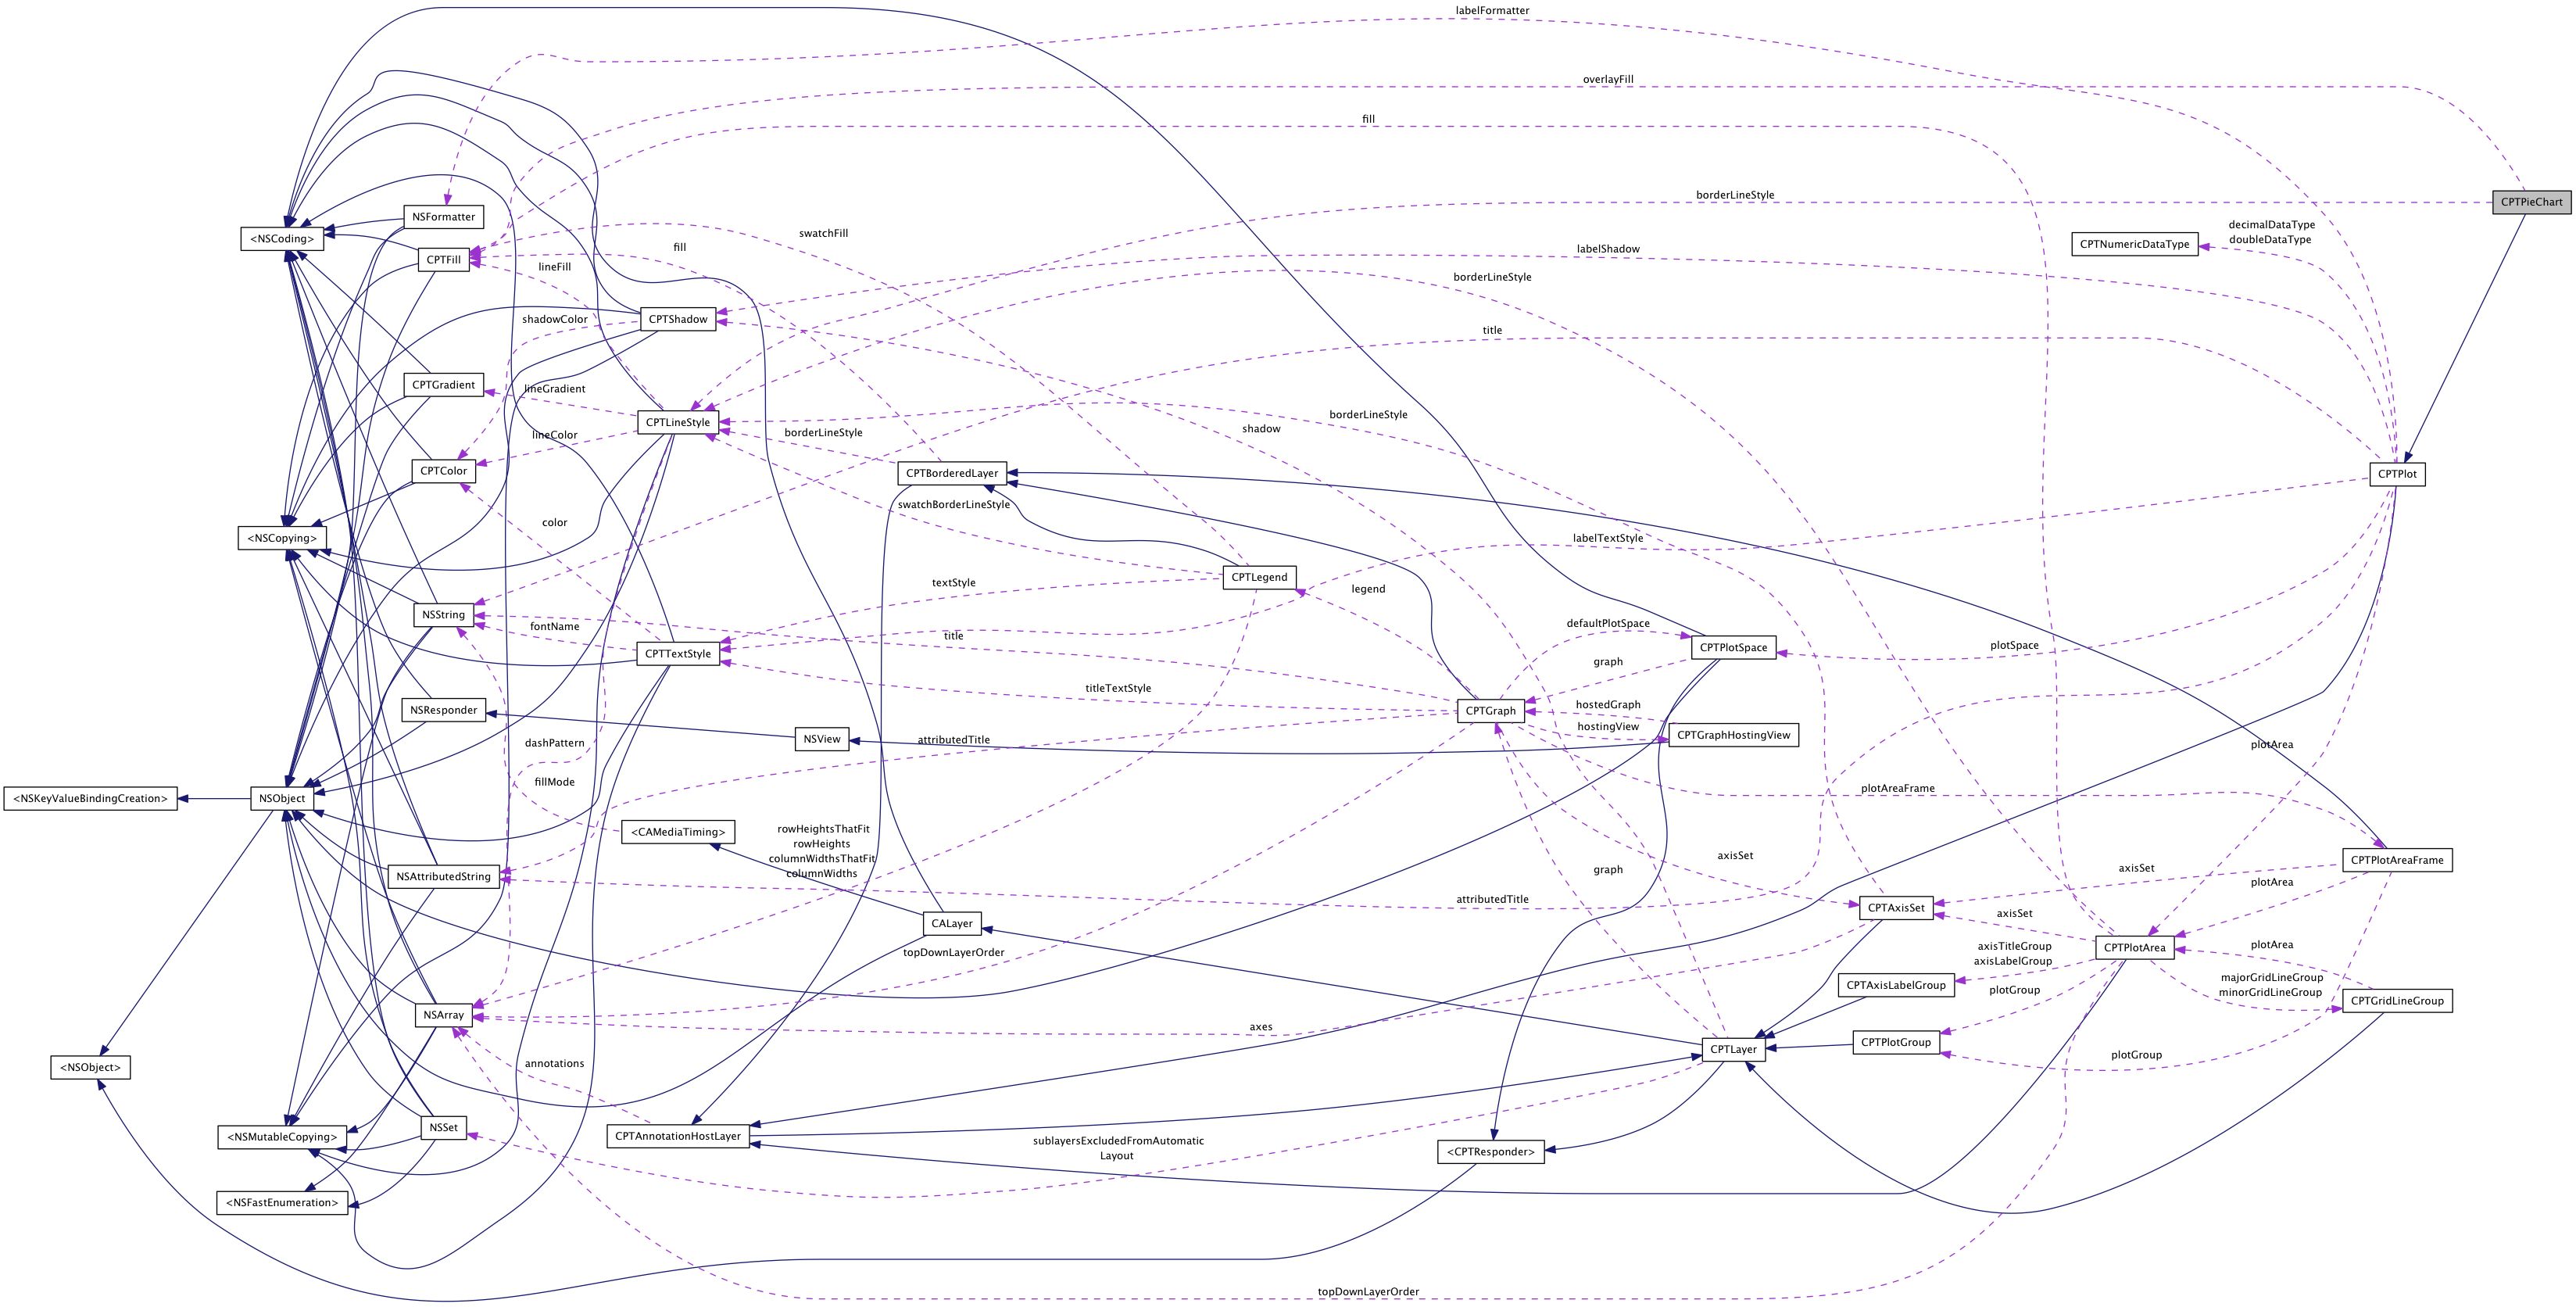 labelFormatter
overlayFill
fill
borderLineStyle
CPTPieChart
NSFormatter
<NSCoding>
swatchFill
decimalDataType
doubleDataType
CPTNumericDataType
labelShadow
fill
CPTFill
lineFill
borderLineStyle
shadowColor
CPTShadow
title
CPTGradient
lineGradient
CPTLineStyle
borderLineStyle
shadow
lineColor
borderLineStyle
CPTColor
CPTBorderedLayer
CPTPlot
swatchBorderLineStyle
color
<NSCopying>
labelTextStyle
textStyle
CPTLegend
legend
NSString
fontName
title
defaultPlotSpace
CPTTextStyle
CPTPlotSpace
plotSpace
graph
titleTextStyle
NSResponder
hostedGraph
CPTGraph
hostingView
NSView
attributedTitle
CPTGraphHostingView
dashPattern
plotArea
fillMode
plotAreaFrame
<NSKeyValueBindingCreation>
NSObject
<CAMediaTiming>
rowHeightsThatFit
rowHeights
columnWidthsThatFit
columnWidths
axisSet
CPTPlotAreaFrame
graph
axisSet
NSAttributedString
plotArea
attributedTitle
CPTAxisSet
axisSet
CALayer
CPTPlotArea
plotArea
axisTitleGroup
axisLabelGroup
topDownLayerOrder
majorGridLineGroup
minorGridLineGroup
CPTAxisLabelGroup
plotGroup
CPTGridLineGroup
NSArray
axes
CPTPlotGroup
CPTLayer
plotGroup
annotations
<NSObject>
NSSet
<NSMutableCopying>
CPTAnnotationHostLayer
sublayersExcludedFromAutomatic
Layout
<CPTResponder>
<NSFastEnumeration>
topDownLayerOrder